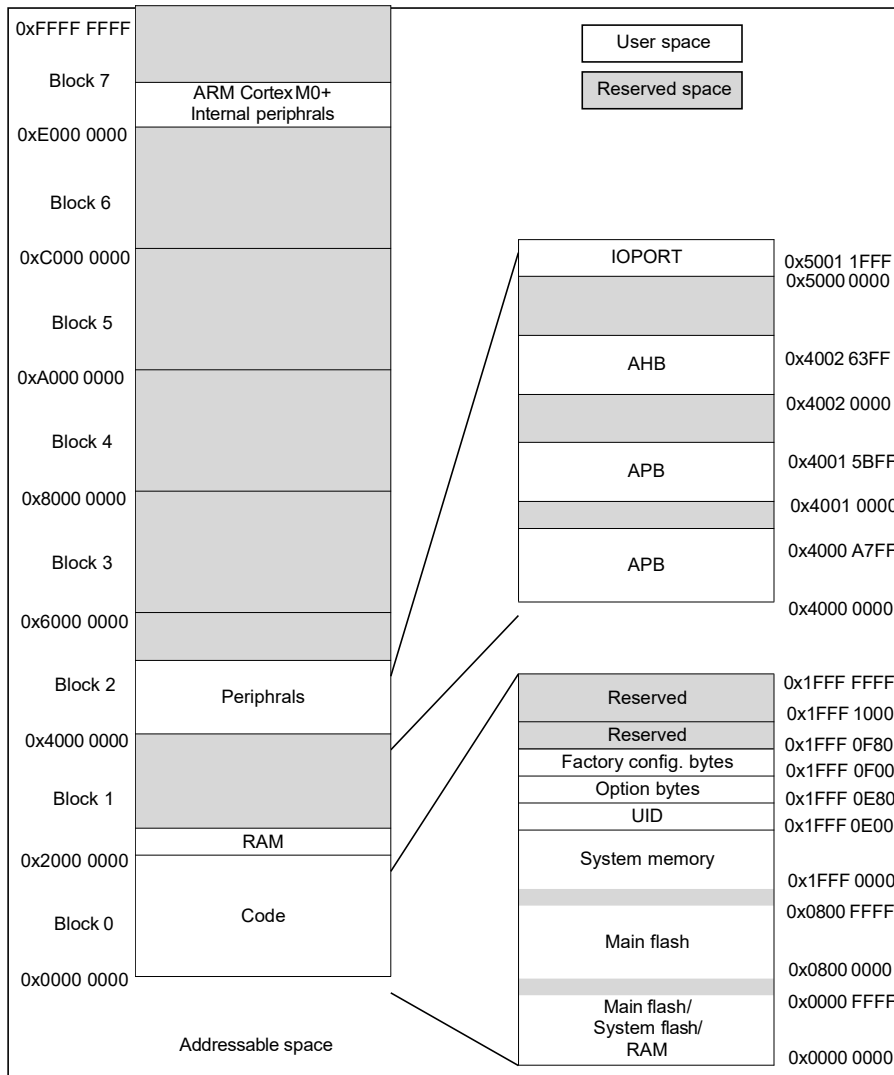 0xFFFF FFFF
Block 7
ARM Cortex M0+
Internal periphrals
0xE000 0000
Block 6
0xC000 0000
Block 5
0xA000 0000
Block 4
0x8000 0000
Block 3
0x6000 0000
Block 2
Periphrals
0x4000 0000
Block 1
RAM
0x2000 0000
Code
Block 0
0x0000 0000
Addressable space
User space
Reserved space
IOPORT
0x5001 1FFF
0x5000 0000
AHB
0x4002 63FF
0x4002 0000
APB
0x4001 5BFF
0x4001 0000
APB
0x4000 A7FF
0x4000 0000
Reserved
0x1FFF FFFF
0x1FFF 1000
Reserved
0x1FFF 0F80
Factory config. bytes
0x1FFF 0F00
Option bytes
0x1FFF 0E80
UID
0x1FFF 0E00
System memory
0x1FFF 0000
0x0800 FFFF
Main flash
0x0800 0000
0x0000 FFFF
Main flash/
System flash/
RAM
0x0000 0000